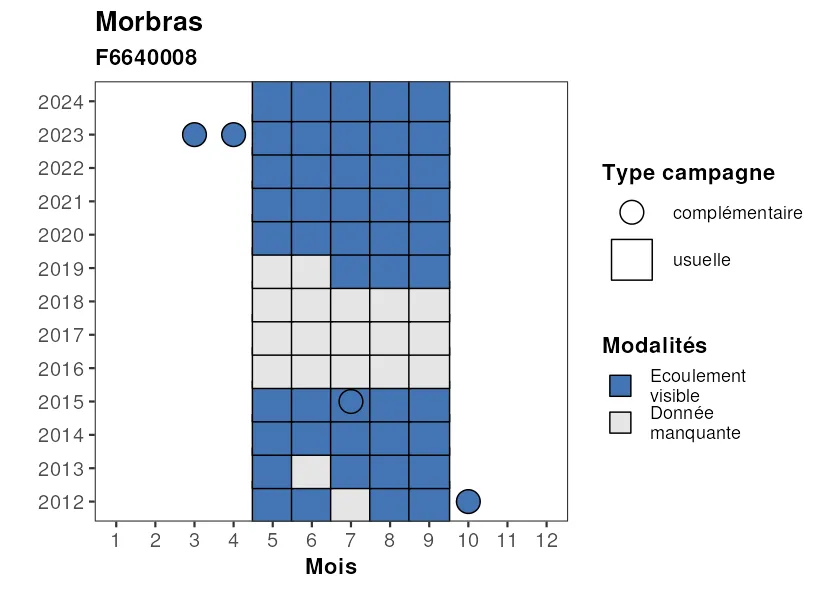 Morbras
F6640008
2024
2023
2022
2021
2020
2019
2018
2017
2016
2015
2014
2013
2012
1 2 3 4 5 6 7 8 9 10 11 12
Mois
Type campagne
complémentaire
usuelle
Modalités
Ecoulement
visible
Donnée
manquante